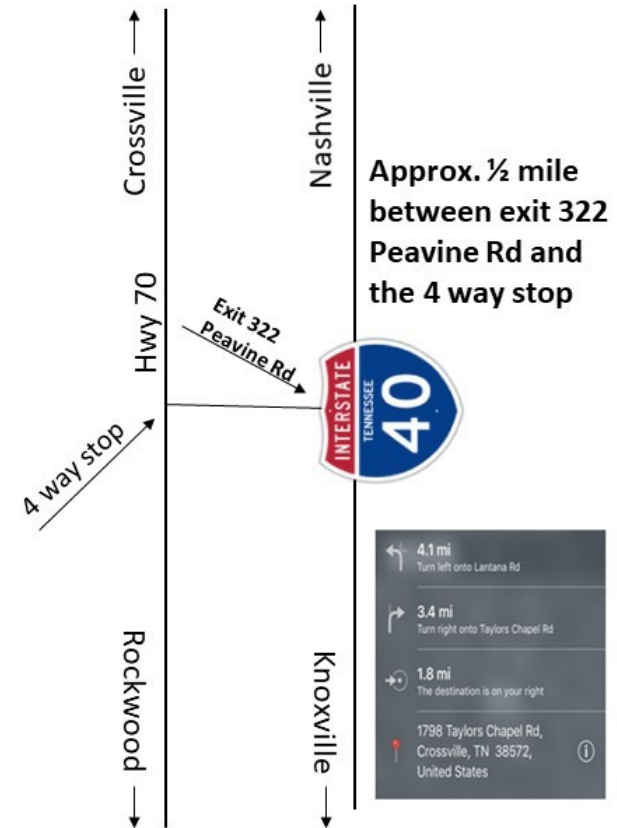 Crossville
Nashville
Approx. ½ mile
between exit 322
Peavine Rd and
the 4 way stop
Hwy 70
Exit 322
Peavine Rd
INTERSTATE
TENNESSEE
40
4 way stop
Rockwood
Knoxville
4.1 mi
Turn left onto Lantana Rd
3.4 mi
Turn right onto Taylors Chapel Rd
1.8 mi
The destination is on your right
1798 Taylors Chapel Rd,
Crossville, TN 38572,
United States
i